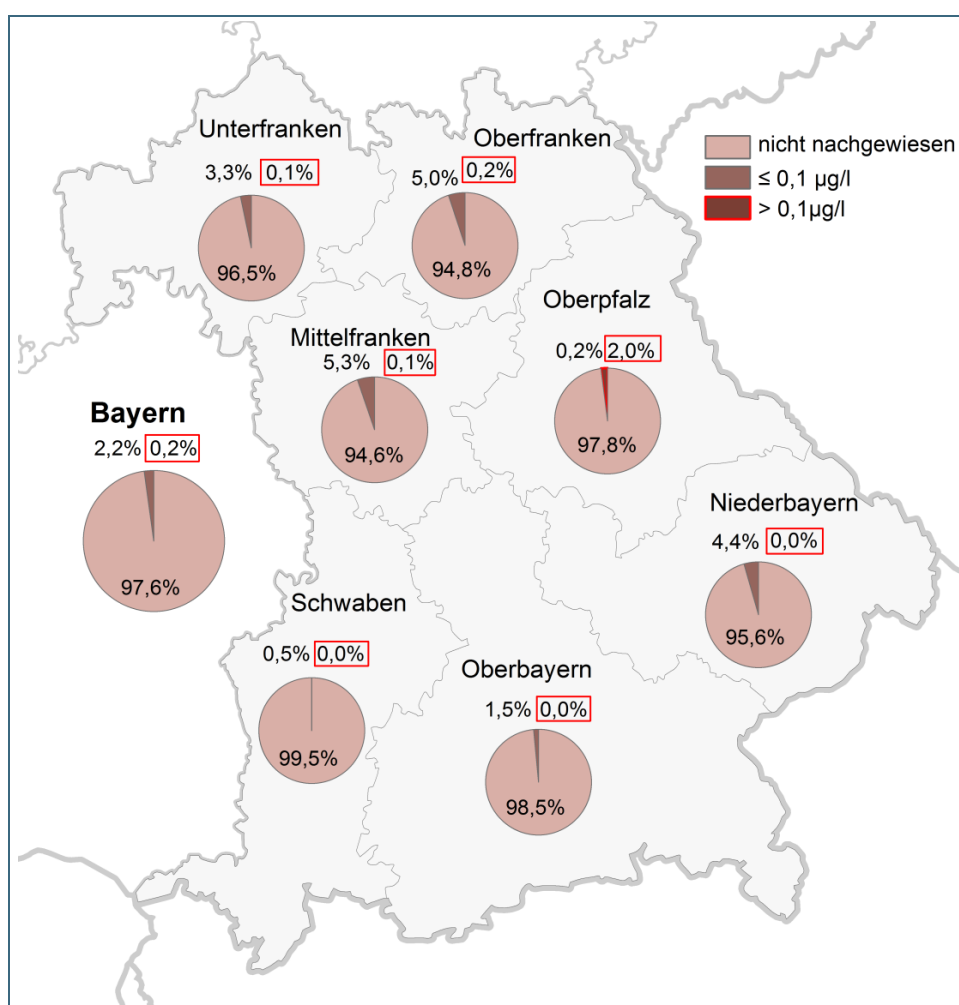 Unterfranken
3,3% 0,1%
96,5%
Oberfranken
5,0% 0,2%
94,8%
nicht nachgewiesen
≤ 0,1 µg/l
> 0,1µg/l
Mittelfranken
5,3% 0,1%
94,6%
Oberpfalz
0,2% 2,0%
97,8%
Bayern
2,2% 0,2%
97,6%
Niederbayern
4,4% 0,0%
95,6%
Schwaben
0,5% 0,0%
99,5%
Oberbayern
1,5% 0,0%
98,5%